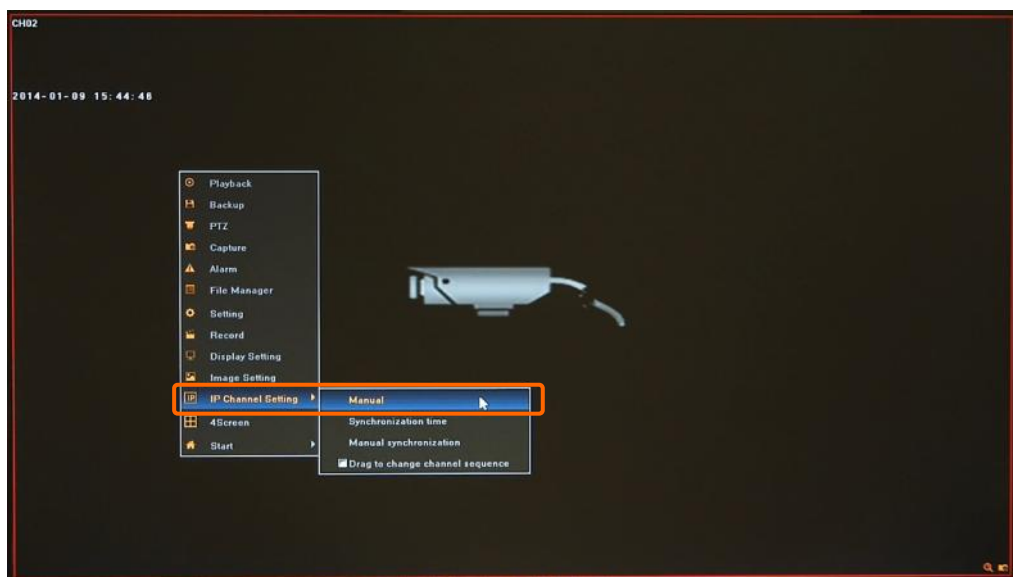 CH02
2014-01-09 15:44:46
Playback
Backup
PTZ
Capture
Alarm
File Manager
Setting
Record
Display Setting
Image Setting
IP IP Channel Setting
Manual
4Screen
Synchronization time
Start
Manual synchronization
Drag to change channel sequence